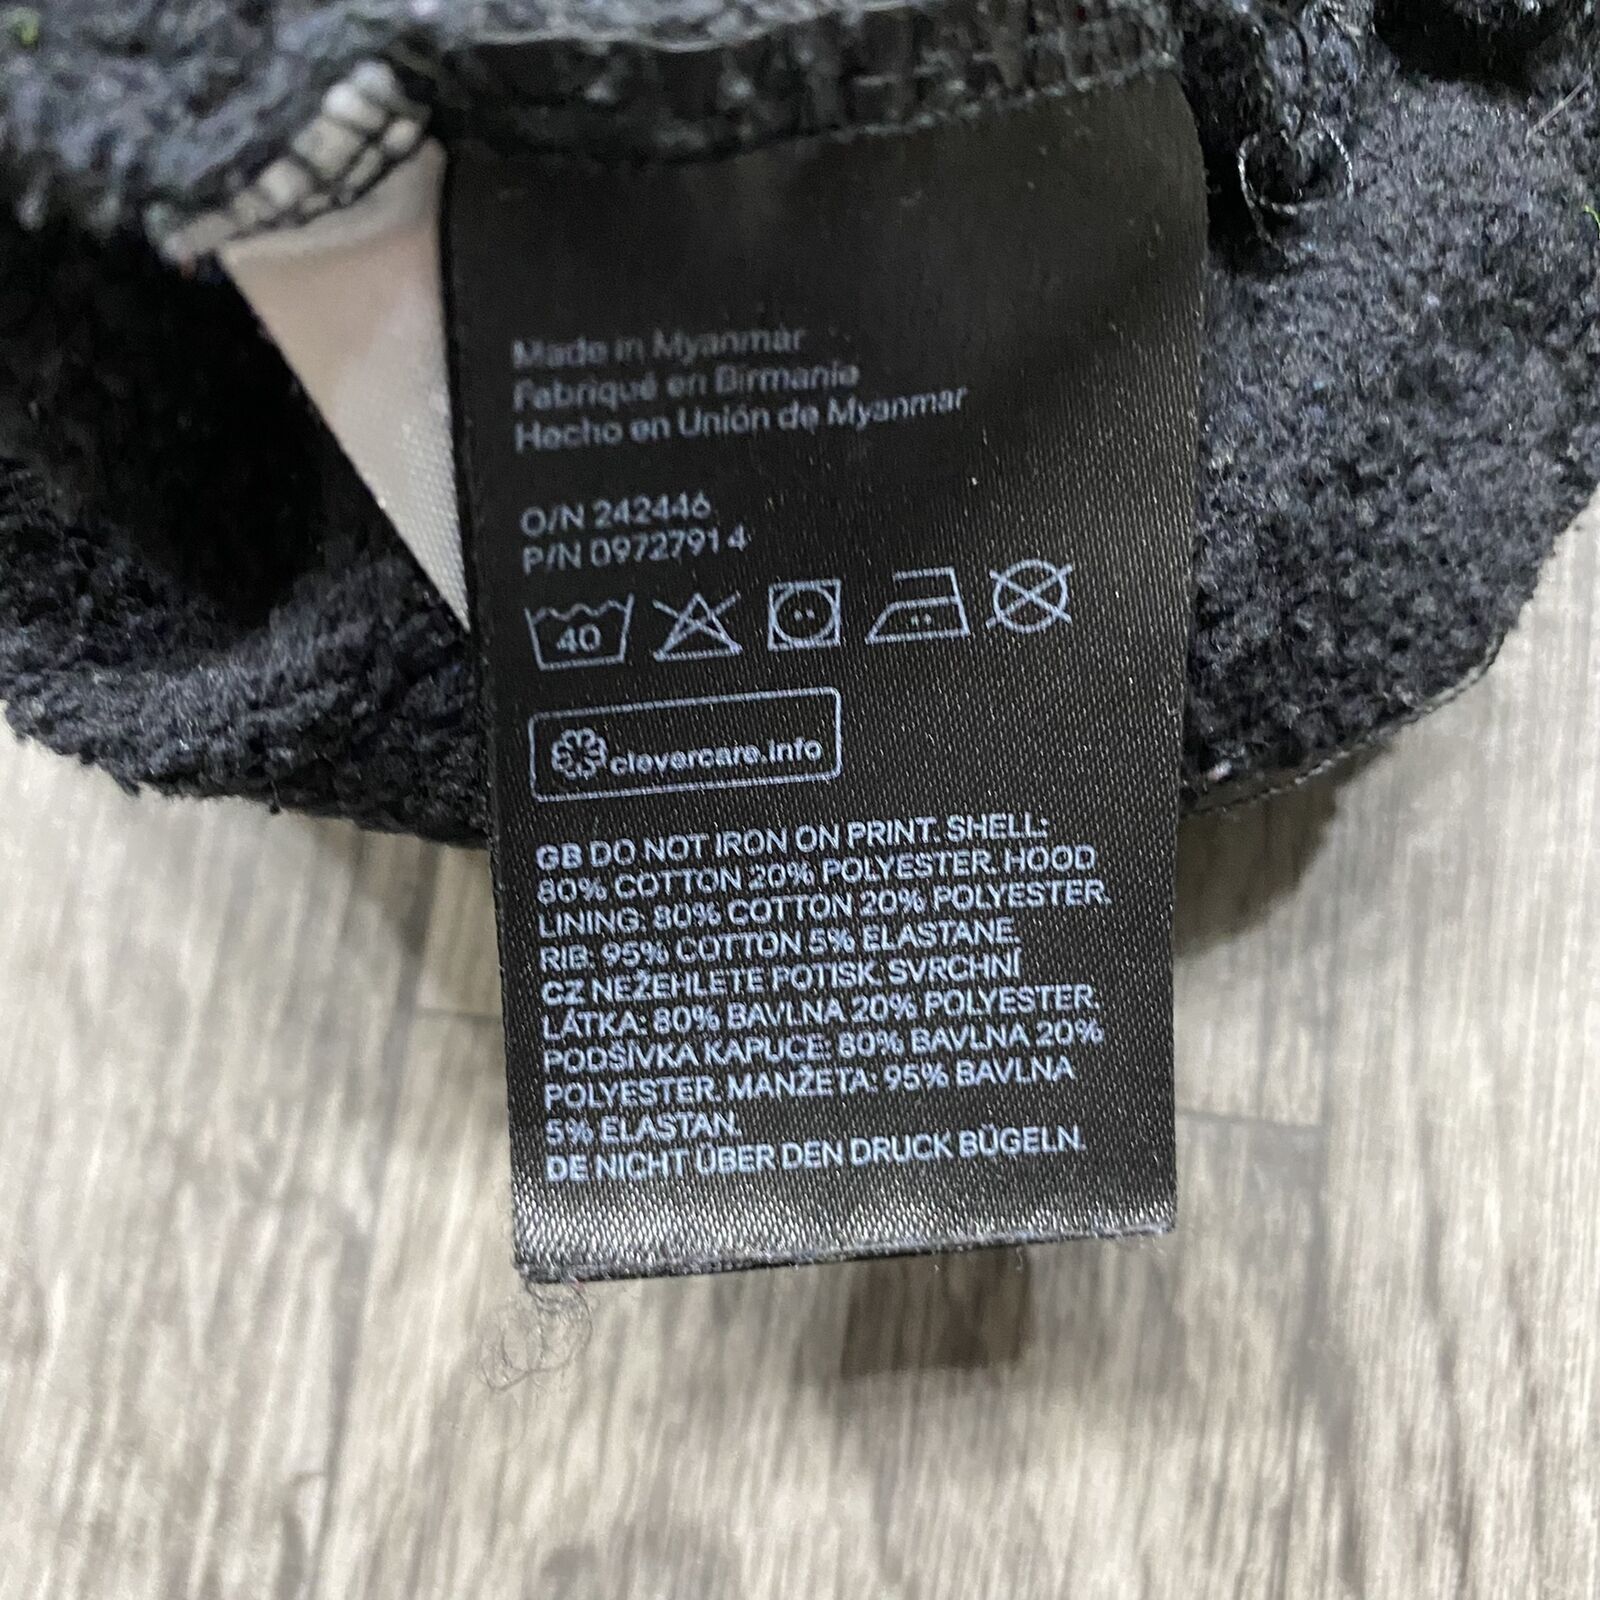 Made in Myanmar
Fabriqué en Birmanie
Hecho en Unión de Myanmar
O/N 242446
P/N 09727914
40
clevercare.info
GB DO NOT IRON ON PRINT. SHELL:
80% COTTON 20% POLYESTER. HOOD
LINING: 80% COTTON 20% POLYESTER.
RIB: 95% COTTON 5% ELASTANE.
CZ NEŽEHLETE POTISK. SVRCHNÍ
LÁTKA: 80% BAVLNA 20% POLYESTER.
PODŠÍVKA KAPUCE: 80% BAVLNA 20%
POLYESTER. MANŽETA: 95% BAVLNA
5% ELASTAN.
DE NICHT ÜBER DEN DRUCK BÜGELN.